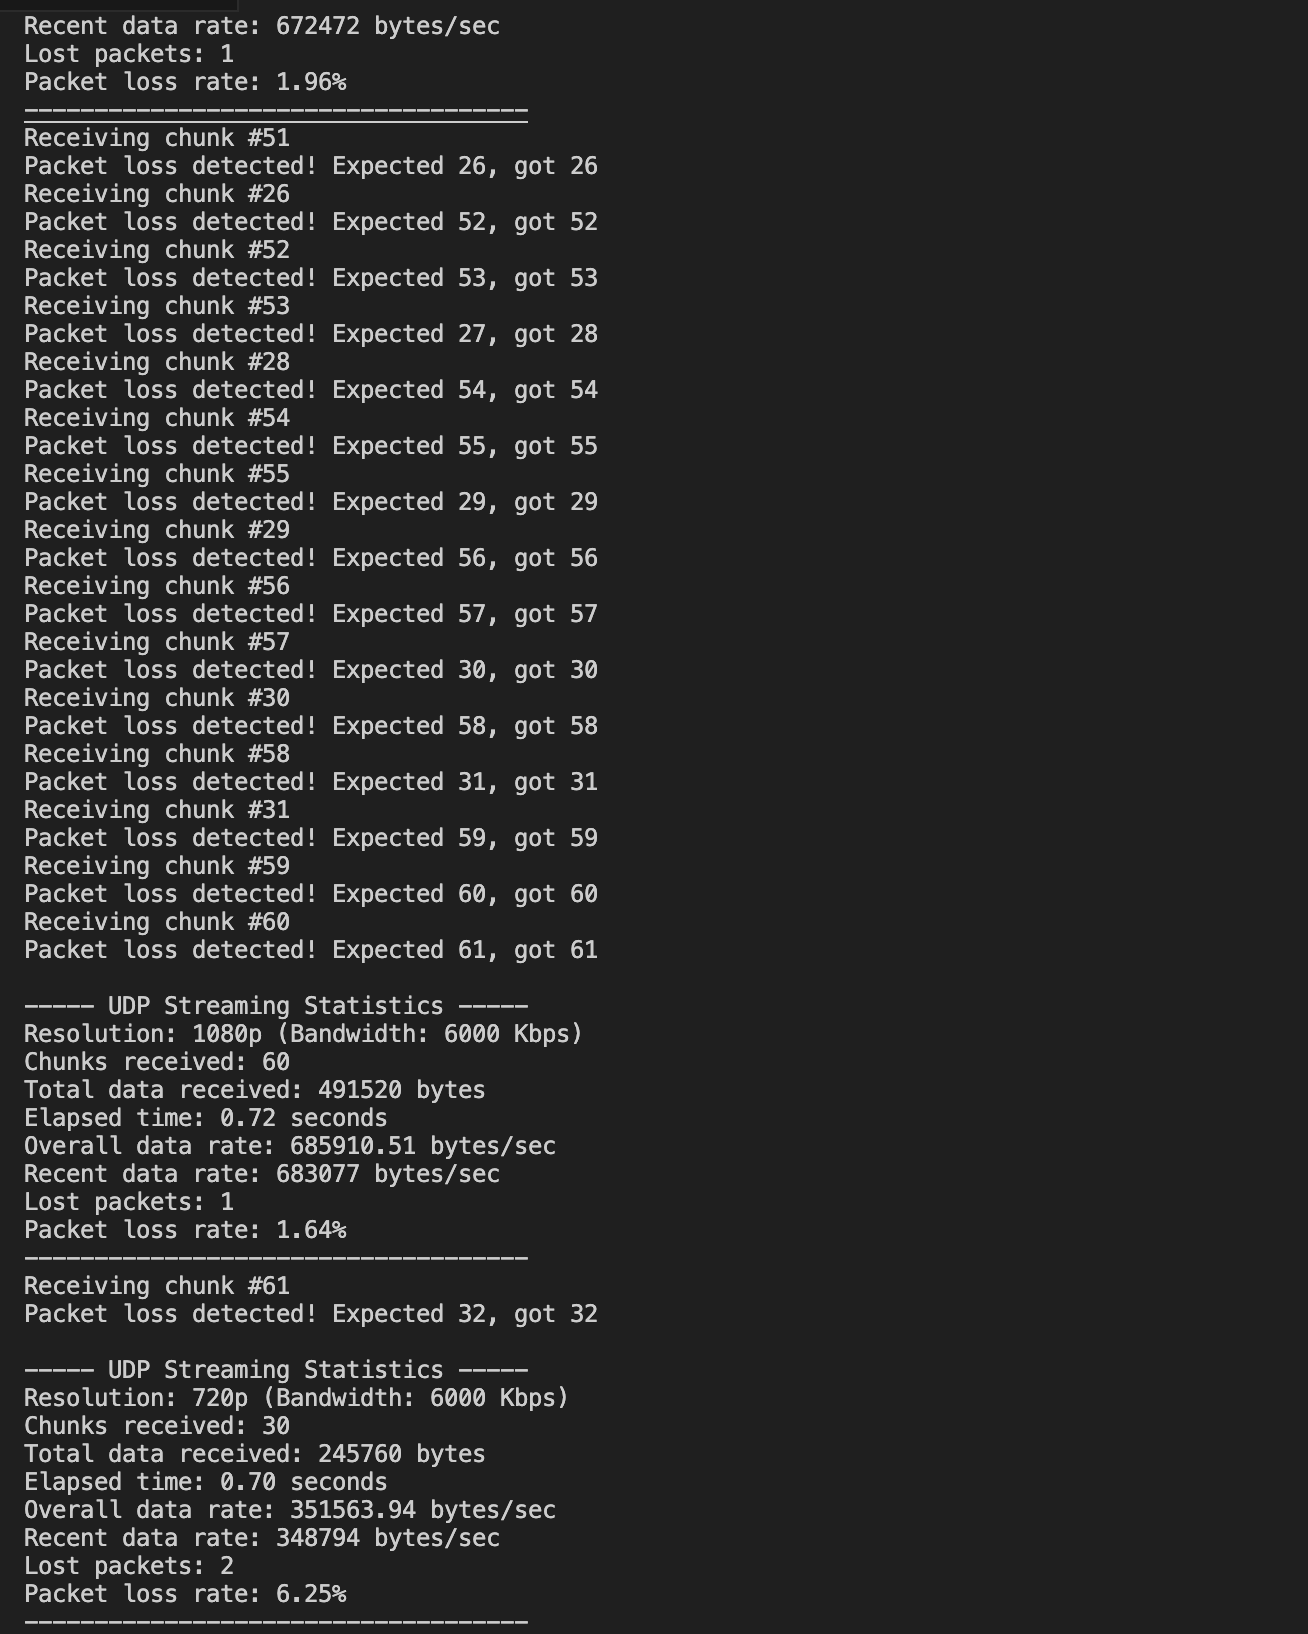 Recent data rate: 672472 bytes/sec
Lost packets: 1
Packet loss rate: 1.96%
------------------------------------
Receiving chunk #51
Packet loss detected! Expected 26, got 26
Receiving chunk #26
Packet loss detected! Expected 52, got 52
Receiving chunk #52
Packet loss detected! Expected 53, got 53
Receiving chunk #53
Packet loss detected! Expected 27, got 28
Receiving chunk #28
Packet loss detected! Expected 54, got 54
Receiving chunk #54
Packet loss detected! Expected 55, got 55
Receiving chunk #55
Packet loss detected! Expected 29, got 29
Receiving chunk #29
Packet loss detected! Expected 56, got 56
Receiving chunk #56
Packet loss detected! Expected 57, got 57
Receiving chunk #57
Packet loss detected! Expected 30, got 30
Receiving chunk #30
Packet loss detected! Expected 58, got 58
Receiving chunk #58
Packet loss detected! Expected 31, got 31
Receiving chunk #31
Packet loss detected! Expected 59, got 59
Receiving chunk #59
Packet loss detected! Expected 60, got 60
Receiving chunk #60
Packet loss detected! Expected 61, got 61

----- UDP Streaming Statistics -----
Resolution: 1080p (Bandwidth: 6000 Kbps)
Chunks received: 60
Total data received: 491520 bytes
Elapsed time: 0.72 seconds
Overall data rate: 685910.51 bytes/sec
Recent data rate: 683077 bytes/sec
Lost packets: 1
Packet loss rate: 1.64%
------------------------------------
Receiving chunk #61
Packet loss detected! Expected 32, got 32

----- UDP Streaming Statistics -----
Resolution: 720p (Bandwidth: 6000 Kbps)
Chunks received: 30
Total data received: 245760 bytes
Elapsed time: 0.70 seconds
Overall data rate: 351563.94 bytes/sec
Recent data rate: 348794 bytes/sec
Lost packets: 2
Packet loss rate: 6.25%
------------------------------------